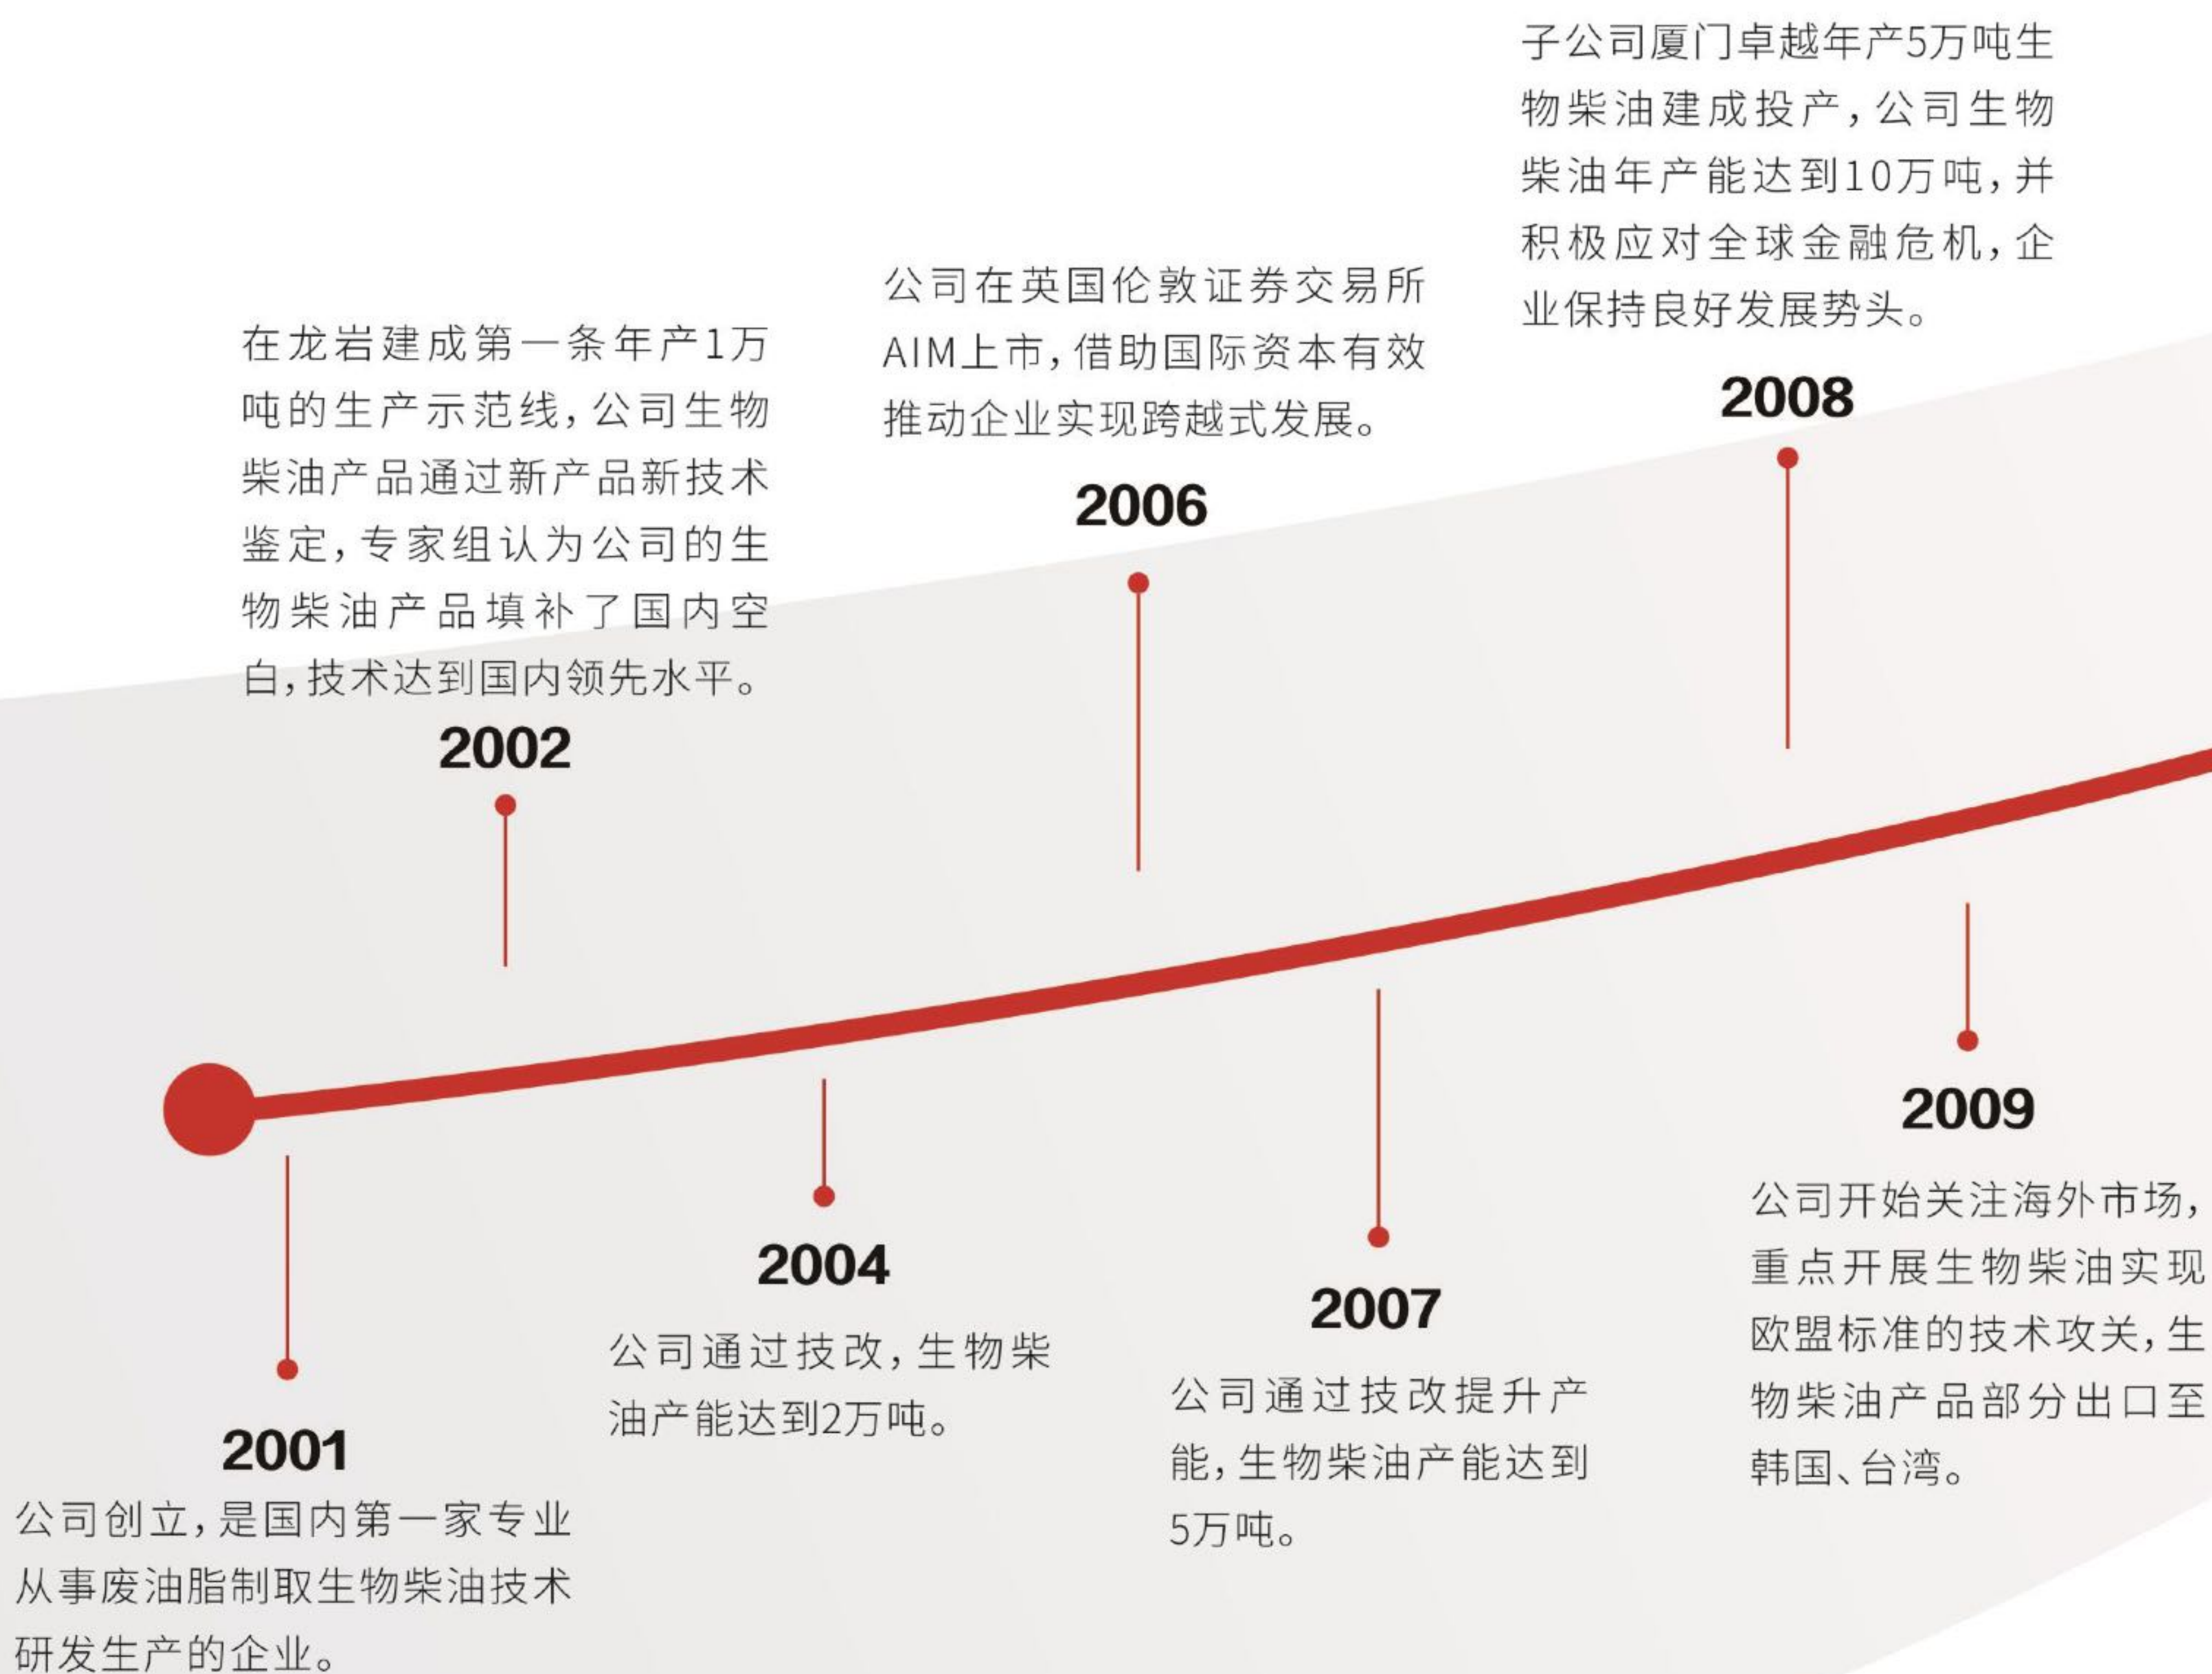 子公司厦门卓越年产5万吨生
物柴油建成投产,公司生物
柴油年产能达到10万吨,并
积极应对全球金融危机,企
业保持良好发展势头。
2008
公司在英国伦敦证券交易所
AIM上市,借助国际资本有效
推动企业实现跨越式发展。
2006
在龙岩建成第一条年产1万
吨的生产示范线,公司生物
柴油产品通过新产品新技术
鉴定,专家组认为公司的生
物柴油产品填补了国内空
白,技术达到国内领先水平。
2002
2009
公司开始关注海外市场,
重点开展生物柴油实现
欧盟标准的技术攻关,生
物柴油产品部分出口至
韩国、台湾。
2004
公司通过技改,生物柴
油产能达到2万吨。
2007
公司通过技改提升产
能,生物柴油产能达到
5万吨。
2001
公司创立,是国内第一家专业
从事废油脂制取生物柴油技术
研发生产的企业。